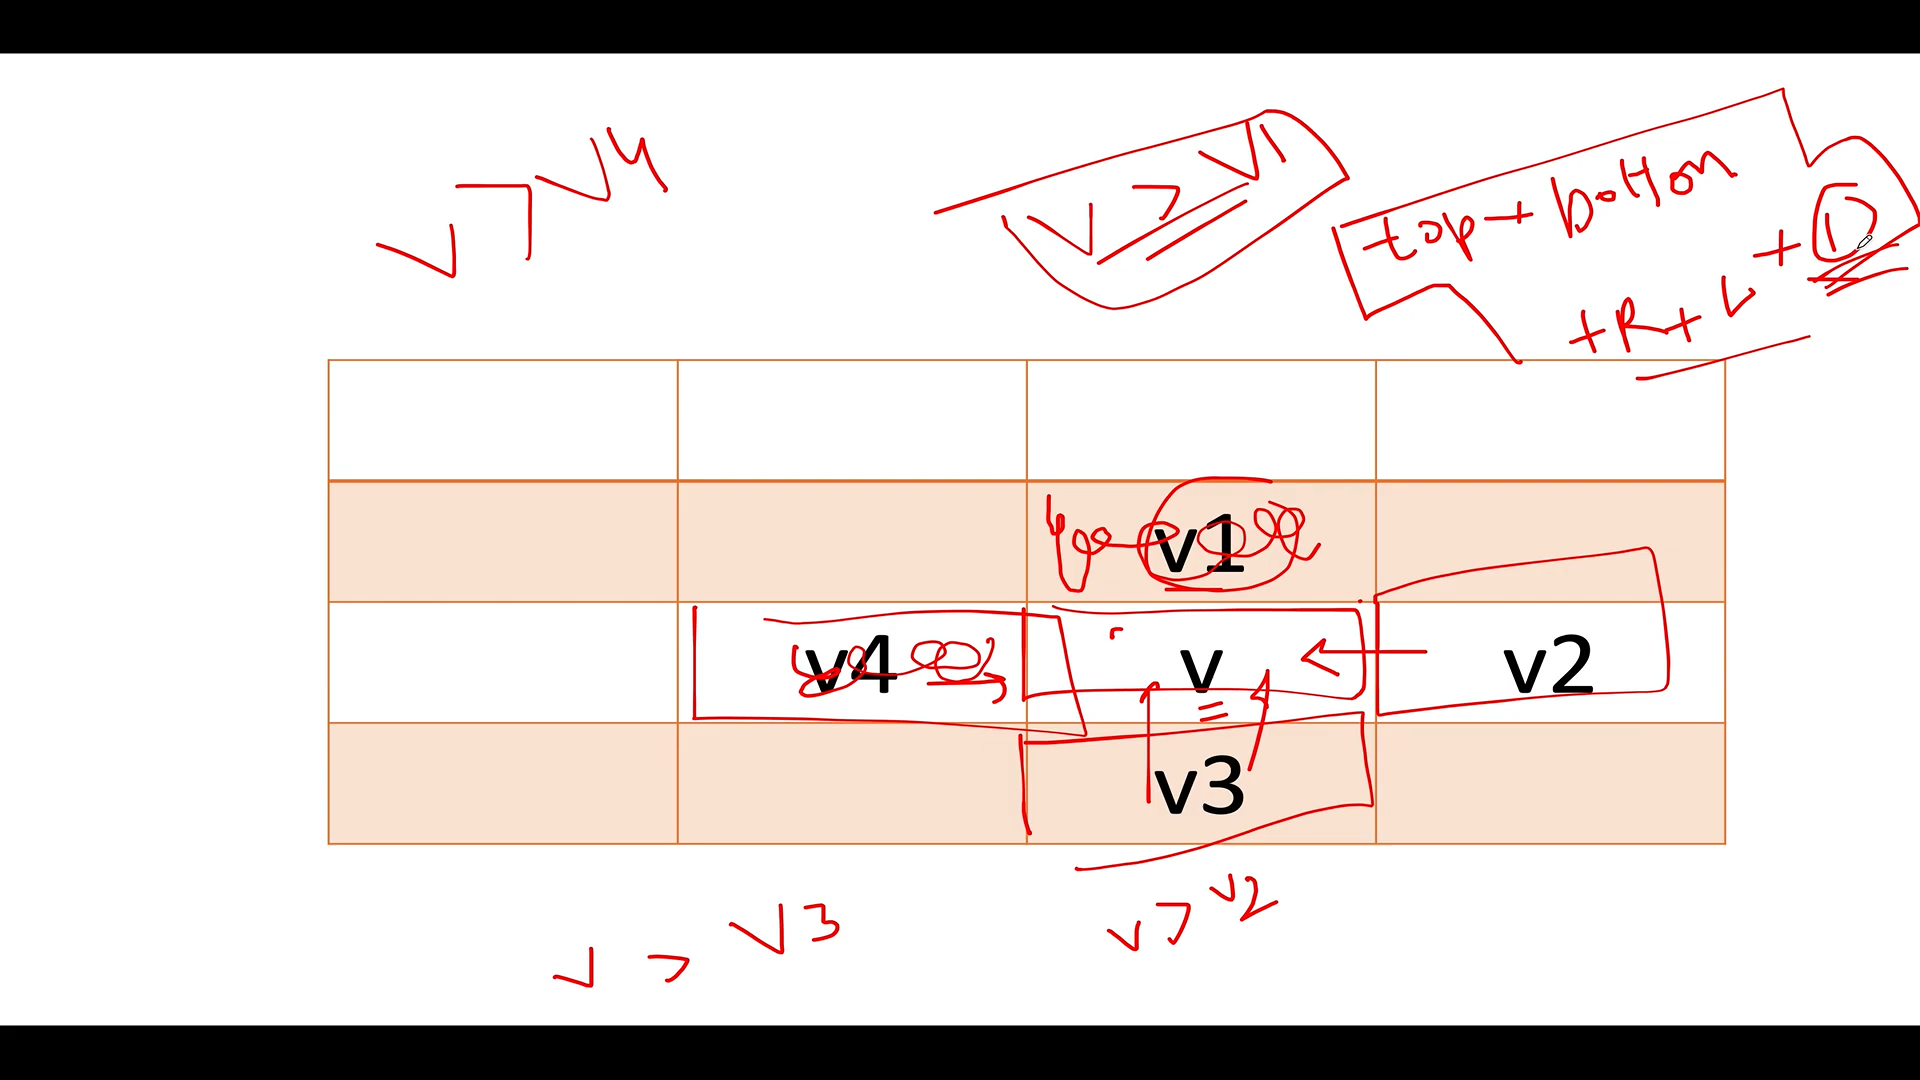 v > v4
v > v1
top + bottom
+ R + L + 1
v1
v4 v v2
v3
v > v3
v > v2